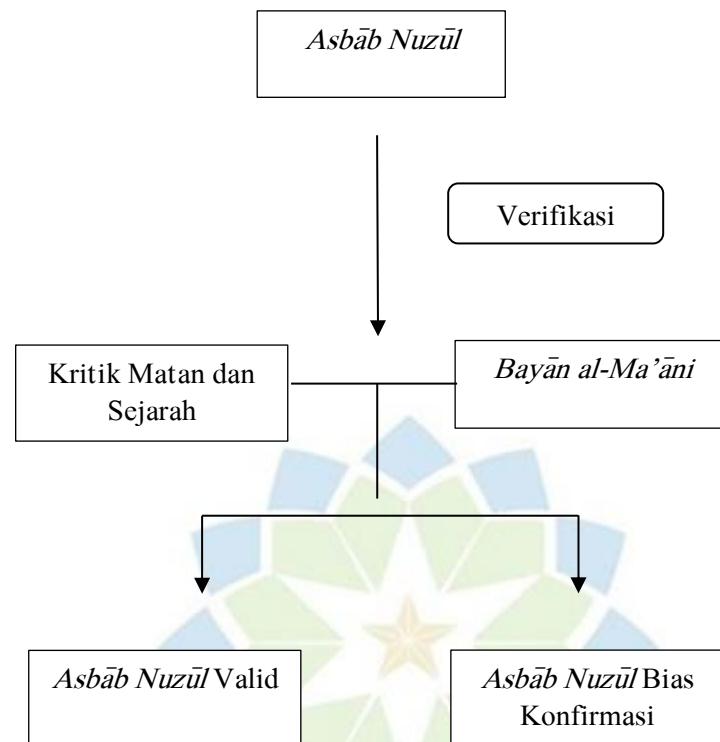 Asbāb Nuzūl
Verifikasi
Kritik Matan dan
Sejarah
Bayān al-Ma’āni
Asbāb Nuzūl Valid
Asbāb Nuzūl Bias
Konfirmasi